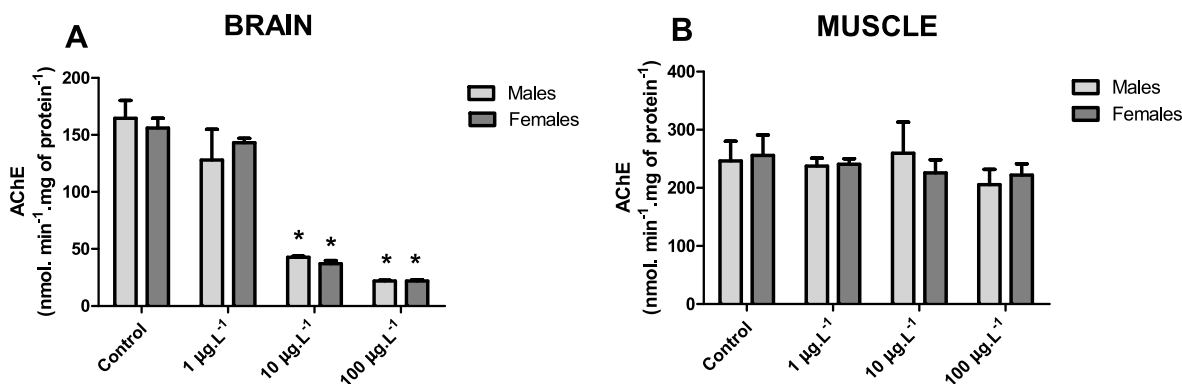 A
BRAIN
AChE
(nmol. min⁻¹.mg of protein⁻¹)
200
150
100
50
0
* * * *
Control
1 µg.L⁻¹
10 µg.L⁻¹
100 µg.L⁻¹
Males
Females
B
MUSCLE
AChE
(nmol. min⁻¹.mg of protein⁻¹)
400
300
200
100
0
Control
1 µg.L⁻¹
10 µg.L⁻¹
100 µg.L⁻¹
Males
Females